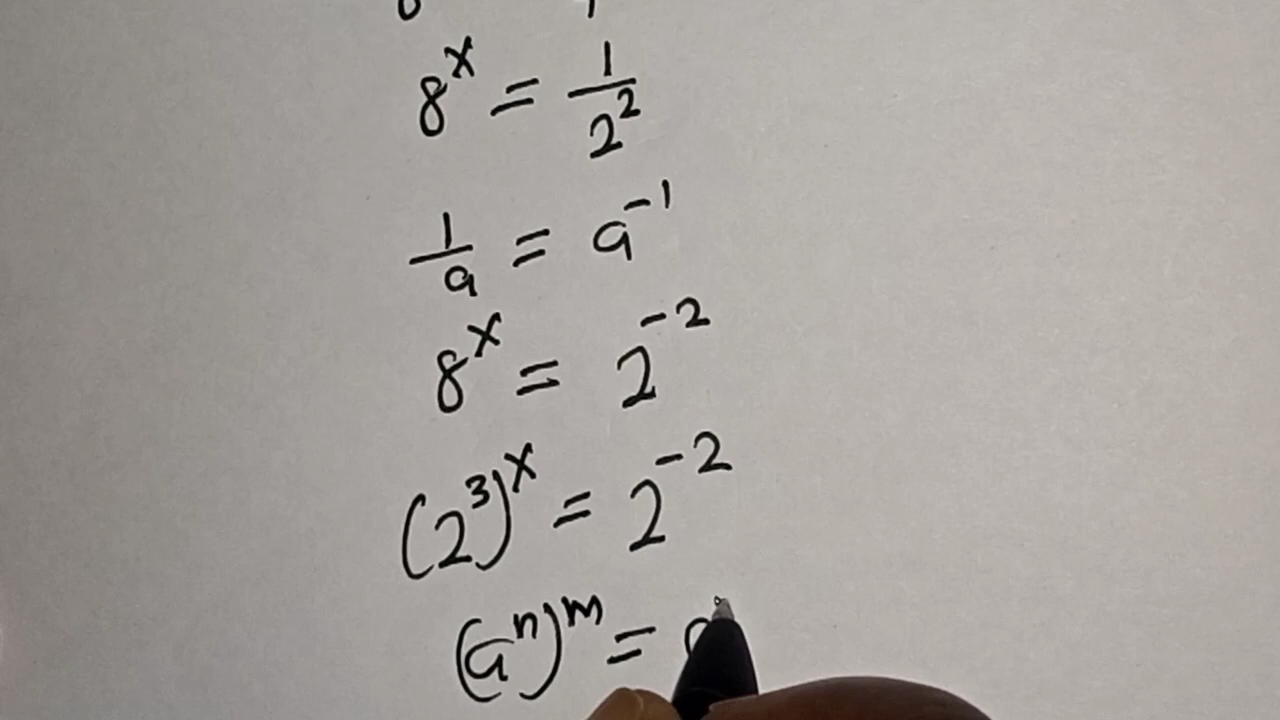 8^x = 1/2^2
1/a = a^-1
8^x = 2^-2
(2^3)^x = 2^-2
(a^n)^m =